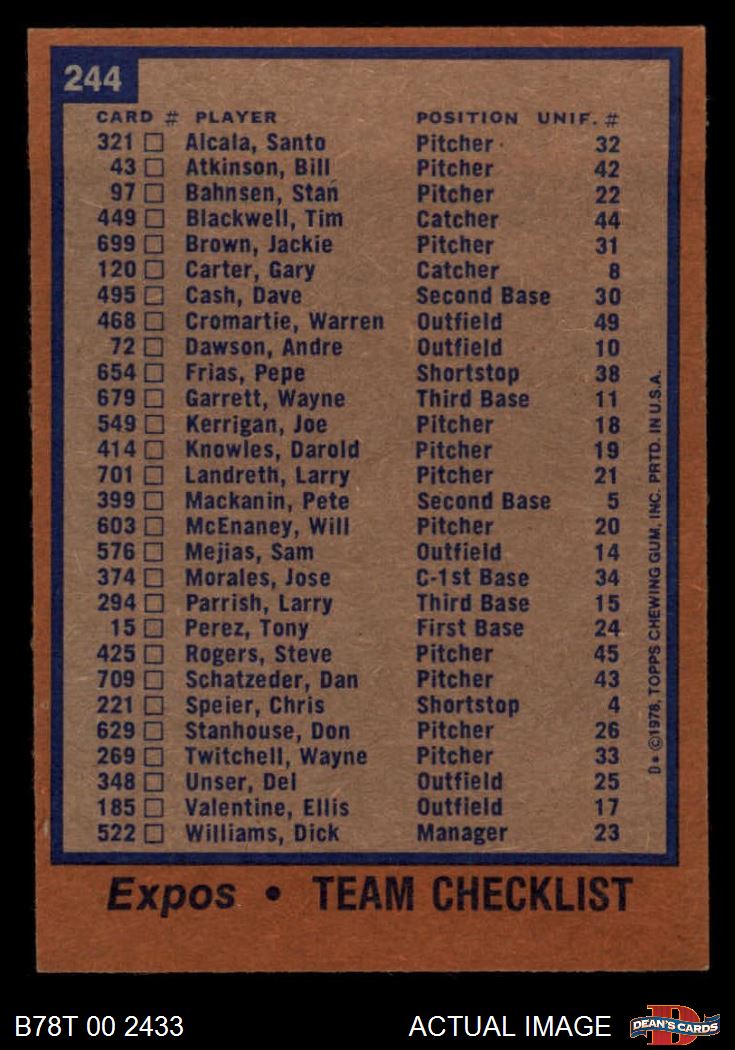 244
CARD # PLAYER POSITION UNIF. #
321 Alcala, Santo Pitcher 32
43 Atkinson, Bill Pitcher 42
97 Bahnsen, Stan Pitcher 22
449 Blackwell, Tim Catcher 44
699 Brown, Jackie Pitcher 31
120 Carter, Gary Catcher 8
495 Cash, Dave Second Base 30
468 Cromartie, Warren Outfield 49
72 Dawson, Andre Outfield 10
654 Frias, Pepe Shortstop 38
679 Garrett, Wayne Third Base 11
549 Kerrigan, Joe Pitcher 18
414 Knowles, Darold Pitcher 19
701 Landreth, Larry Pitcher 21
399 Mackanin, Pete Second Base 5
603 McEnaney, Will Pitcher 20
576 Mejias, Sam Outfield 14
374 Morales, Jose C-1st Base 34
294 Parrish, Larry Third Base 15
15 Perez, Tony First Base 24
425 Rogers, Steve Pitcher 45
709 Schatzeder, Dan Pitcher 43
221 Speier, Chris Shortstop 4
629 Stanhouse, Don Pitcher 26
269 Twitchell, Wayne Pitcher 33
348 Unser, Del Outfield 25
185 Valentine, Ellis Outfield 17
522 Williams, Dick Manager 23
D* ©1978, TOPPS CHEWING GUM, INC. PRTD. IN U.S.A.
Expos • TEAM CHECKLIST
B78T 00 2433 ACTUAL IMAGE
DEAN'S CARDS